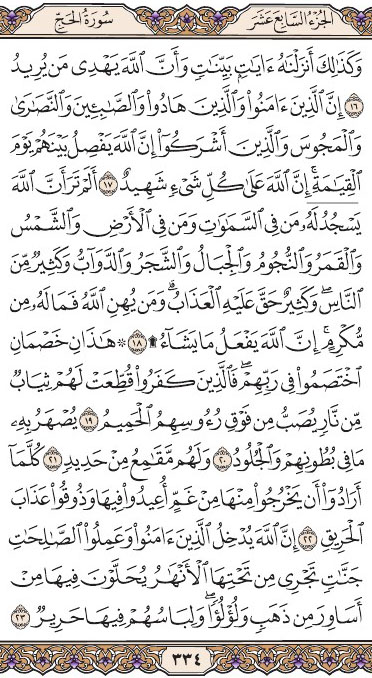 الجزء السابع عشر
سورة الحج
وَكَذَٰلِكَ أَنزَلْنَٰهُ ءَايَٰتٍۭ بَيِّنَٰتٍ وَأَنَّ ٱللَّهَ يَهْدِى مَن يُرِيدُ
١٦ إِنَّ ٱلَّذِينَ ءَامَنُوا۟ وَٱلَّذِينَ هَادُوا۟ وَٱلصَّٰبِـِٔينَ وَٱلنَّصَٰرَىٰ
وَٱلْمَجُوسَ وَٱلَّذِينَ أَشْرَكُوٓا۟ إِنَّ ٱللَّهَ يَفْصِلُ بَيْنَهُمْ يَوْمَ
ٱلْقِيَٰمَةِ ۚ إِنَّ ٱللَّهَ عَلَىٰ كُلِّ شَىْءٍ شَهِيدٌ ١٧ أَلَمْ تَرَ أَنَّ ٱللَّهَ
يَسْجُدُ لَهُۥ مَن فِى ٱلسَّمَٰوَٰتِ وَمَن فِى ٱلْأَرْضِ وَٱلشَّمْسُ
وَٱلْقَمَرُ وَٱلنُّجُومُ وَٱلْجِبَالُ وَٱلشَّجَرُ وَٱلدَّوَآبُّ وَكَثِيرٌ مِّنَ
ٱلنَّاسِ ۖ وَكَثِيرٌ حَقَّ عَلَيْهِ ٱلْعَذَابُ ۗ وَمَن يُهِنِ ٱللَّهُ فَمَا لَهُۥ مِن
مُّكْرِمٍ ۚ إِنَّ ٱللَّهَ يَفْعَلُ مَا يَشَآءُ ۩ ١٨ ۞ هَٰذَانِ خَصْمَانِ
ٱخْتَصَمُوا۟ فِى رَبِّهِمْ ۖ فَٱلَّذِينَ كَفَرُوا۟ قُطِّعَتْ لَهُمْ ثِيَابٌ
مِّن نَّارٍ يُصَبُّ مِن فَوْقِ رُءُوسِهِمُ ٱلْحَمِيمُ ١٩ يُصْهَرُ بِهِۦ
مَا فِى بُطُونِهِمْ وَٱلْجُلُودُ ٢٠ وَلَهُم مَّقَٰمِعُ مِنْ حَدِيدٍ ٢١ كُلَّمَآ
أَرَادُوٓا۟ أَن يَخْرُجُوا۟ مِنْهَا مِنْ غَمٍّ أُعِيدُوا۟ فِيهَا وَذُوقُوا۟ عَذَابَ
ٱلْحَرِيقِ ٢٢ إِنَّ ٱللَّهَ يُدْخِلُ ٱلَّذِينَ ءَامَنُوا۟ وَعَمِلُوا۟ ٱلصَّٰلِحَٰتِ
جَنَّٰتٍ تَجْرِى مِن تَحْتِهَا ٱلْأَنْهَٰرُ يُحَلَّوْنَ فِيهَا مِنْ
أَسَاوِرَ مِن ذَهَبٍ وَلُؤْلُؤًا ۖ وَلِبَاسُهُمْ فِيهَا حَرِيرٌ ٢٣
٣٣٤